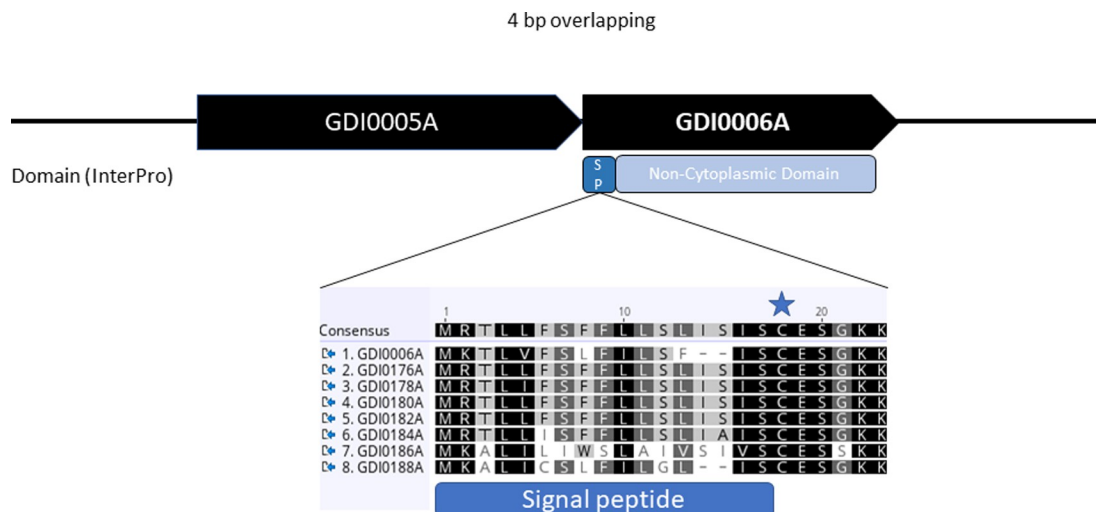 4 bp overlapping
GDI0005A
GDI0006A
Domain (InterPro)
S
P
Non-Cytoplasmic Domain
1 10 20
Consensus M R T L L F S F F L L S L I S I S C E S G K K
1. GDI0006A M K T L V F S L F I L S F - - I S C E S G K K
2. GDI0176A M R T L L F S F F L L S L I S I S C E S G K K
3. GDI0178A M R T L I F S F F L L S L I S I S C E S G K K
4. GDI0180A M R T L L F S F F L L S L I S I S C E S G K K
5. GDI0182A M R T L L F S F F L L S L I S I S C E S G K K
6. GDI0184A M R T L L I S F F L L S L I A I S C E S G K K
7. GDI0186A M K A L I L I W S L A I V S I V S C E S S K K
8. GDI0188A M K A L I C S L F I L G L - - I S C E S G K K
Signal peptide